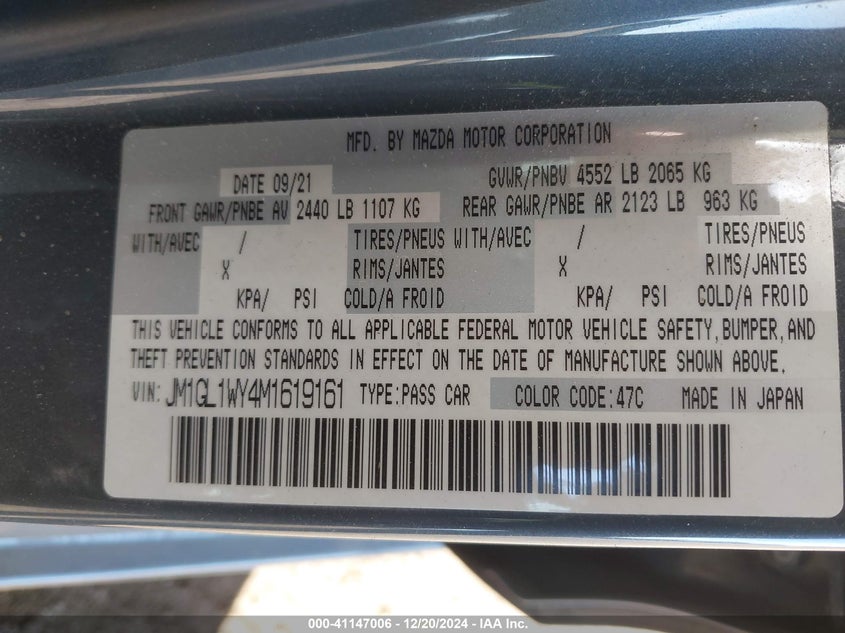 MFD. BY MAZDA MOTOR CORPORATION
DATE 09/21 GVWR/PNBV 4552 LB 2065 KG
FRONT GAWR/PNBE AV 2440 LB 1107 KG REAR GAWR/PNBE AR 2123 LB 963 KG
WITH/AVEC / TIRES/PNEUS WITH/AVEC / TIRES/PNEUS
X RIMS/JANTES X RIMS/JANTES
KPA/ PSI COLD/A FROID KPA/ PSI COLD/A FROID
THIS VEHICLE CONFORMS TO ALL APPLICABLE FEDERAL MOTOR VEHICLE SAFETY, BUMPER, AND
THEFT PREVENTION STANDARDS IN EFFECT ON THE DATE OF MANUFACTURE SHOWN ABOVE.
VIN: JM1GL1WY4M1619161 TYPE:PASS CAR COLOR CODE:47C MADE IN JAPAN
000-41147006 - 12/20/2024 - IAA Inc.